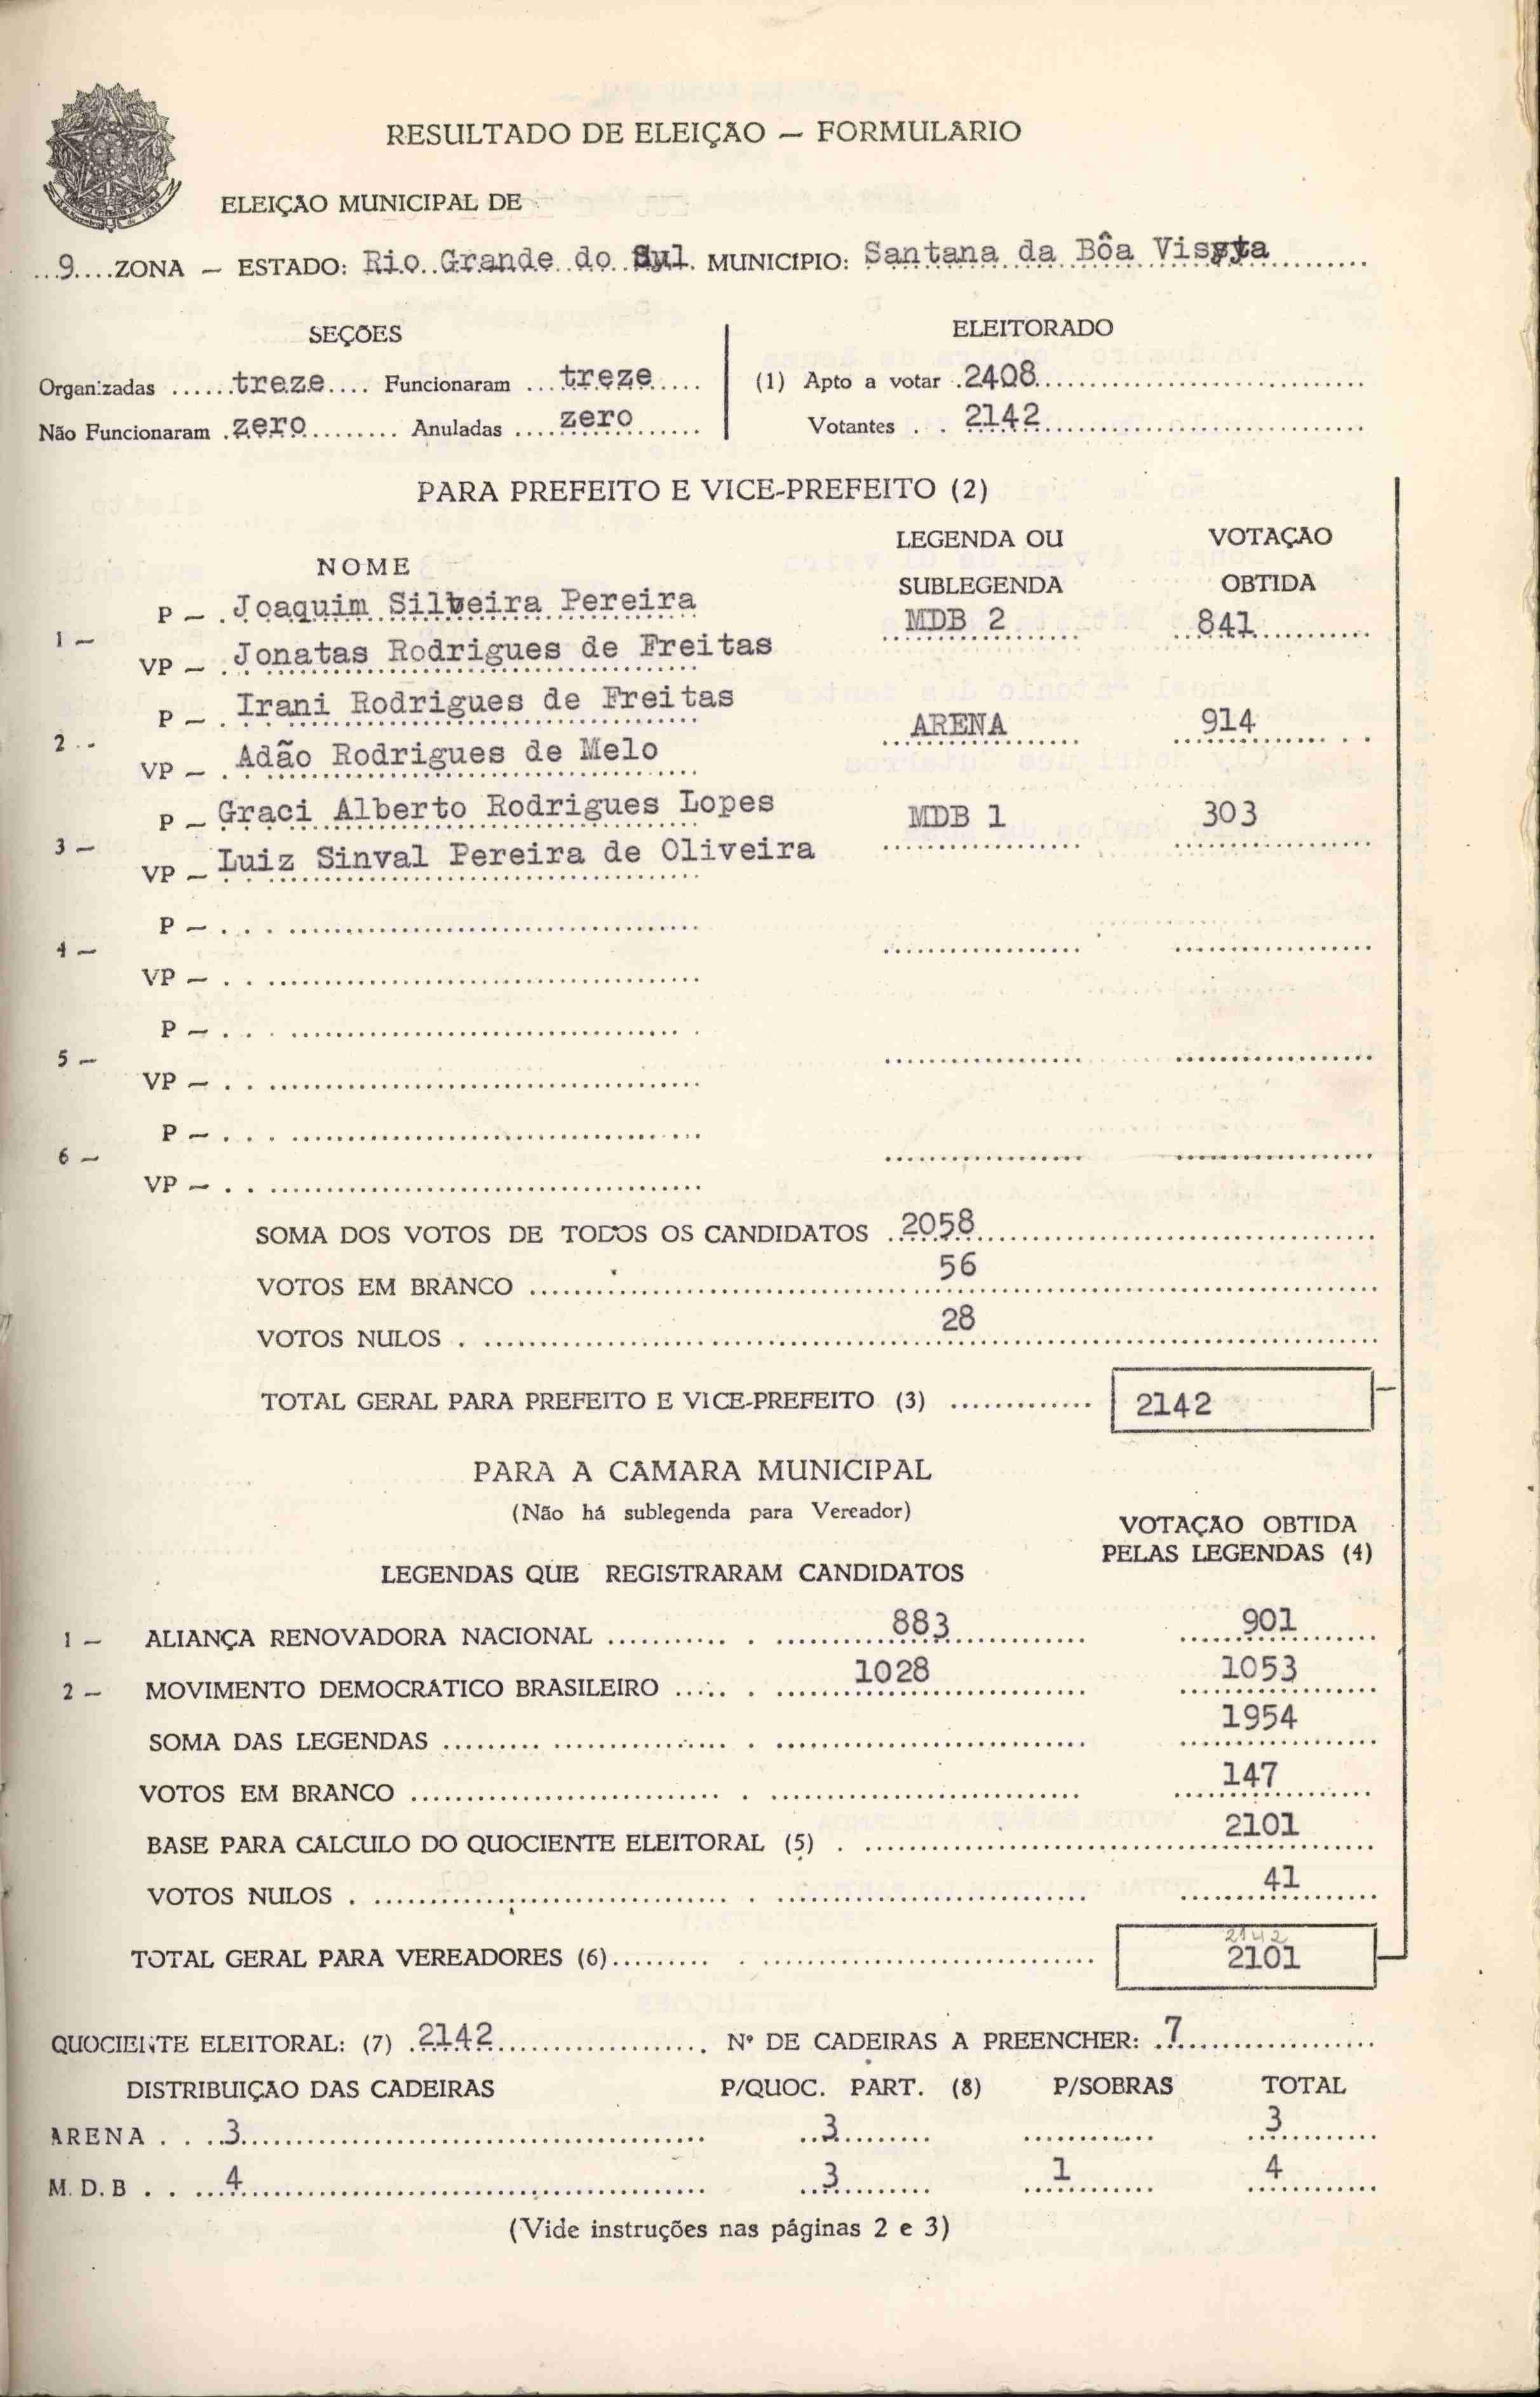 RESULTADO DE ELEIÇÃO — FORMULÁRIO
ELEIÇÃO MUNICIPAL DE
...9....ZONA — ESTADO: Rio Grande do Sul. MUNICIPIO: Santana da Bôa Vissta
SEÇÕES
ELEITORADO
Organizadas ......treze.... Funcionaram ...treze..... (1) Apto a votar .2408
Não Funcionaram .zero......... Anuladas ....zero....... Votantes . . 2142
PARA PREFEITO E VICE-PREFEITO (2)
NOME
LEGENDA OU SUBLEGENDA
VOTAÇÃO OBTIDA
1 — P — Joaquim Silveira Pereira MDB 2 841
VP — Jonatas Rodrigues de Freitas
2 — P — Irani Rodrigues de Freitas ARENA 914
VP — Adão Rodrigues de Melo
3 — P — Graci Alberto Rodrigues Lopes MDB 1 303
VP — Luiz Sinval Pereira de Oliveira
4 — P —
VP —
5 — P —
VP —
6 — P —
VP —
SOMA DOS VOTOS DE TODOS OS CANDIDATOS 2058
VOTOS EM BRANCO 56
VOTOS NULOS 28
TOTAL GERAL PARA PREFEITO E VICE-PREFEITO (3) 2142
PARA A CÂMARA MUNICIPAL
(Não há sublegenda para Vereador)
VOTAÇÃO OBTIDA PELAS LEGENDAS (4)
LEGENDAS QUE REGISTRARAM CANDIDATOS
1 — ALIANÇA RENOVADORA NACIONAL 883 901
2 — MOVIMENTO DEMOCRÁTICO BRASILEIRO 1028 1053
SOMA DAS LEGENDAS 1954
VOTOS EM BRANCO 147
BASE PARA CÁLCULO DO QUOCIENTE ELEITORAL (5) 2101
VOTOS NULOS 41
2142
TOTAL GERAL PARA VEREADORES (6) 2101
QUOCIENTE ELEITORAL: (7) 2142 Nº DE CADEIRAS A PREENCHER: 7
DISTRIBUIÇÃO DAS CADEIRAS P/QUOC. PART. (8) P/SOBRAS TOTAL
ARENA 3 3 3
M. D. B 4 3 1 4
(Vide instruções nas páginas 2 e 3)